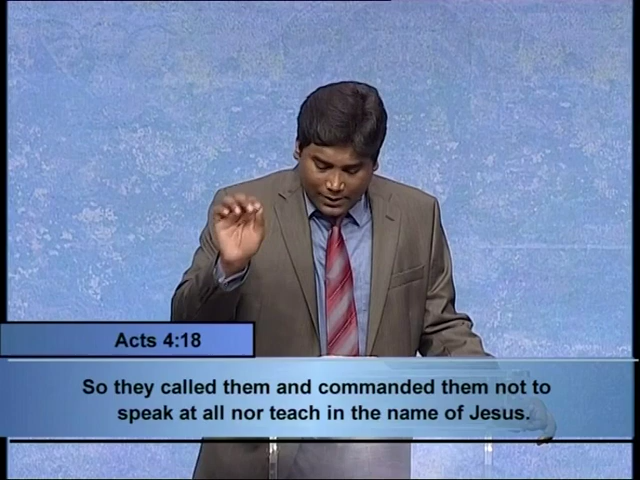 Acts 4:18
So they called them and commanded them not to
speak at all nor teach in the name of Jesus.